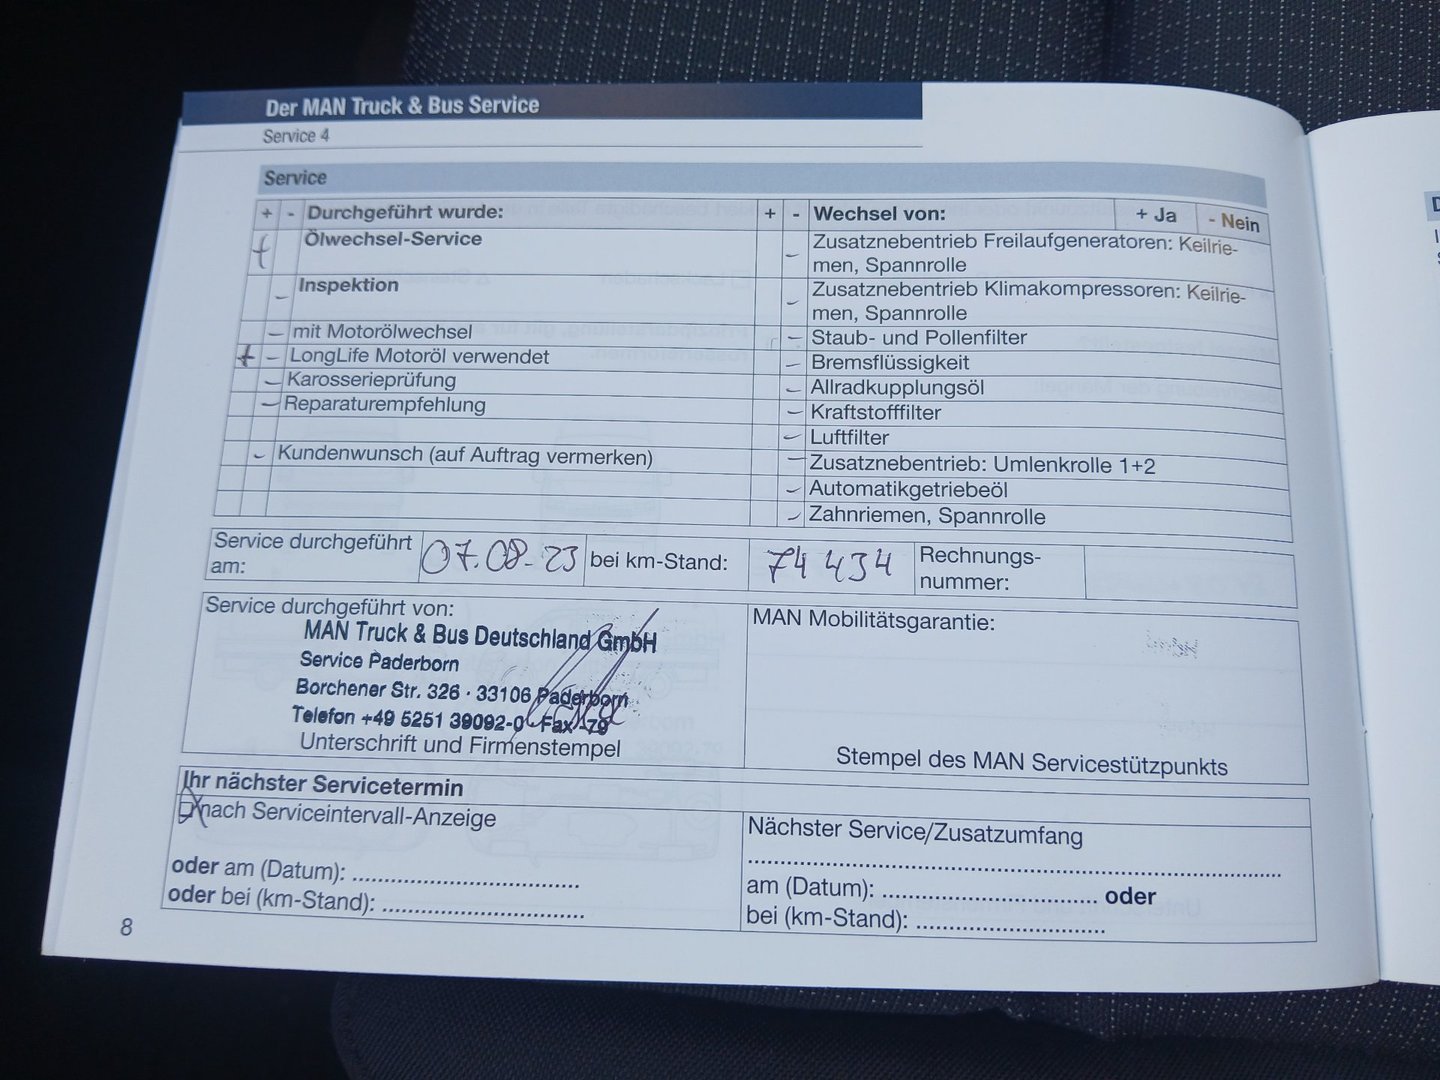 Der MAN Truck & Bus Service
Service 4
Service
+ - Durchgeführt wurde:
+ Ölwechsel-Service
- Inspektion
- mit Motorölwechsel
+ - LongLife Motoröl verwendet
- Karosserieprüfung
- Reparaturempfehlung
- Kundenwunsch (auf Auftrag vermerken)
+ - Wechsel von: + Ja - Nein
- Zusatznebentrieb Freilaufgeneratoren: Keilrie-
men, Spannrolle
- Zusatznebentrieb Klimakompressoren: Keilrie-
men, Spannrolle
- Staub- und Pollenfilter
- Bremsflüssigkeit
- Allradkupplungsöl
- Kraftstofffilter
- Luftfilter
- Zusatznebentrieb: Umlenkrolle 1+2
- Automatikgetriebeöl
- Zahnriemen, Spannrolle
Service durchgeführt
am:
07.08.23
bei km-Stand:
74 434
Rechnungs-
nummer:
Service durchgeführt von:
MAN Truck & Bus Deutschland GmbH
Service Paderborn
Borchener Str. 326 · 33106 Paderborn
Telefon +49 5251 39092-0 · Fax -79
Unterschrift und Firmenstempel
MAN Mobilitätsgarantie:
Stempel des MAN Servicestützpunkts
Ihr nächster Servicetermin
nach Serviceintervall-Anzeige
oder am (Datum): ..................................
oder bei (km-Stand): ..............................
Nächster Service/Zusatzumfang
................................................................................
am (Datum): ................................ oder
bei (km-Stand): ............................
8